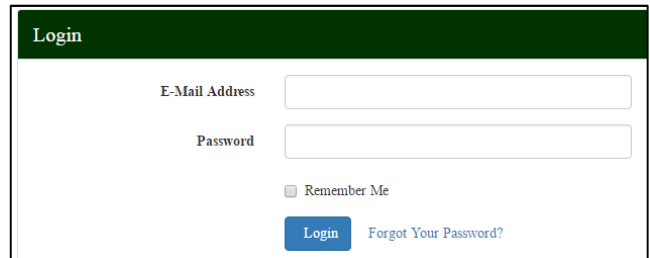 Login
E-Mail Address
Password
Remember Me
Login Forgot Your Password?